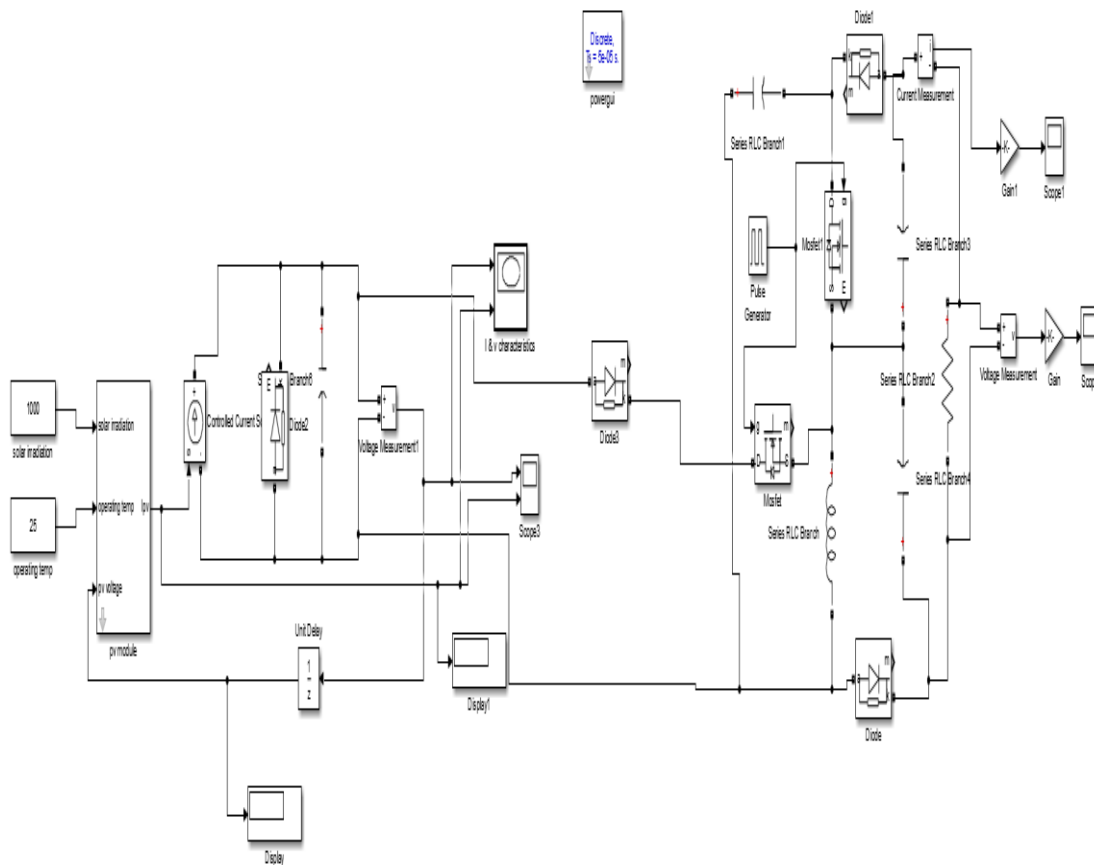 Diode1
Discrete,
Ts = 5e-05 s.
powergui
k
a
m
+
i
-
Current Measurement
Series RLC Branch1
-K-
Gain1
Scope1
D
g
Mosfet1
S
m
Series RLC Branch3
Pulse
Generator
I & v characteristics
+
-
v
Voltage Measurement
-K-
Gain
Scop
Series RLC Branch2
1000
solar irradiation
solar irradiation
Controlled Current S
Branch6
Diode2
+
-
v
Voltage Measurement1
a
m
k
Diode3
g
m
D
S
Mosfet
Series RLC Branch4
Series RLC Branch
25
operating temp
operating temp
Ipv
pv voltage
pv module
Scope3
Unit Delay
1
z
Display1
a
m
k
Diode
Display